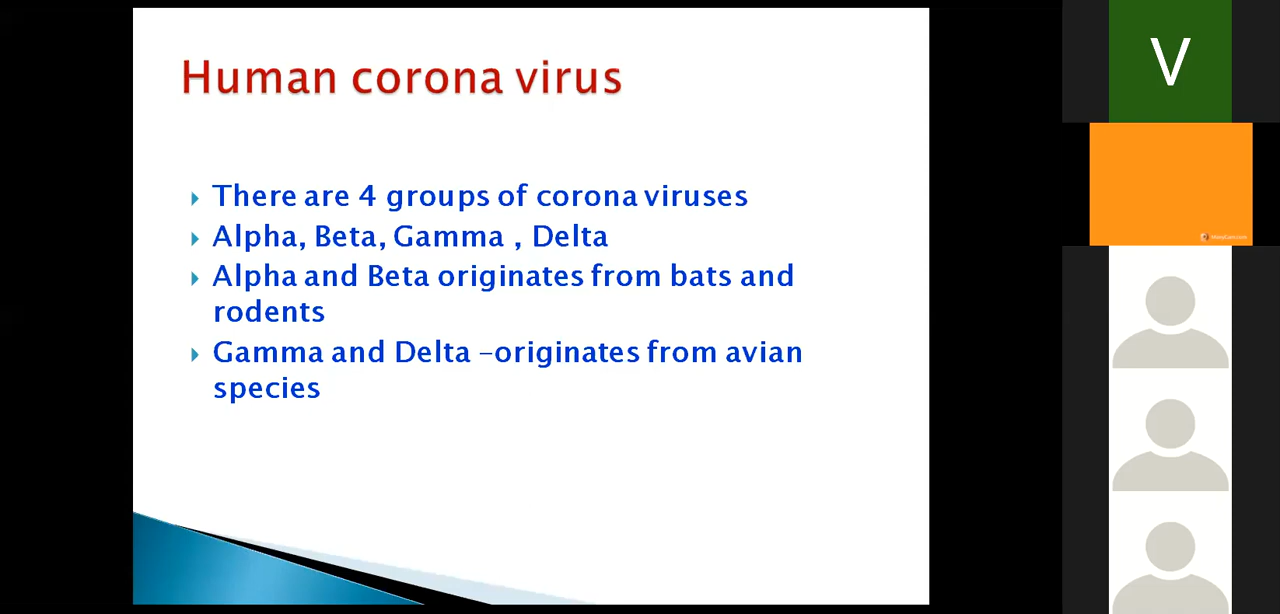 Human corona virus
There are 4 groups of corona viruses
Alpha, Beta, Gamma , Delta
Alpha and Beta originates from bats and
rodents
Gamma and Delta –originates from avian
species
V